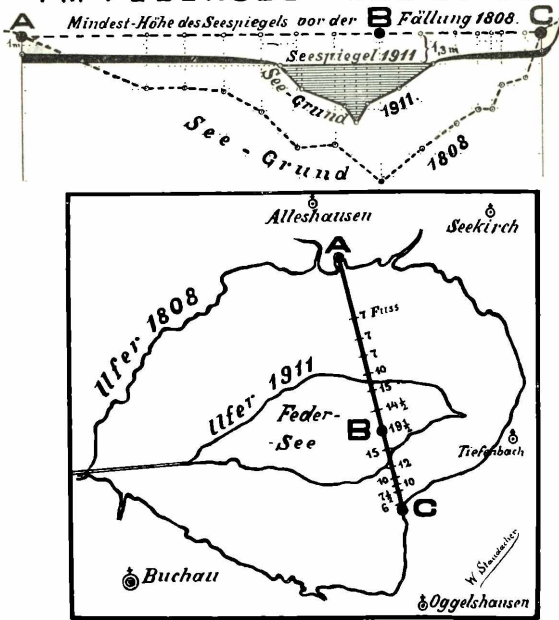 Mindest-Höhe des Seespiegels vor der B Fällung 1808.
A C
1m
Seespiegel 1911 1,3 m
See-Grund 1911.
See-Grund 1808
Alleshausen
Seekirch
A
Ufer 1808
7 Fuss
7
7
10
15
14½
Ufer 1911
Feder-
-See
B 19½
15
12
10
10
7½
6
C
Tiefenbach
Buchau
W. Staudacher
Oggelshausen